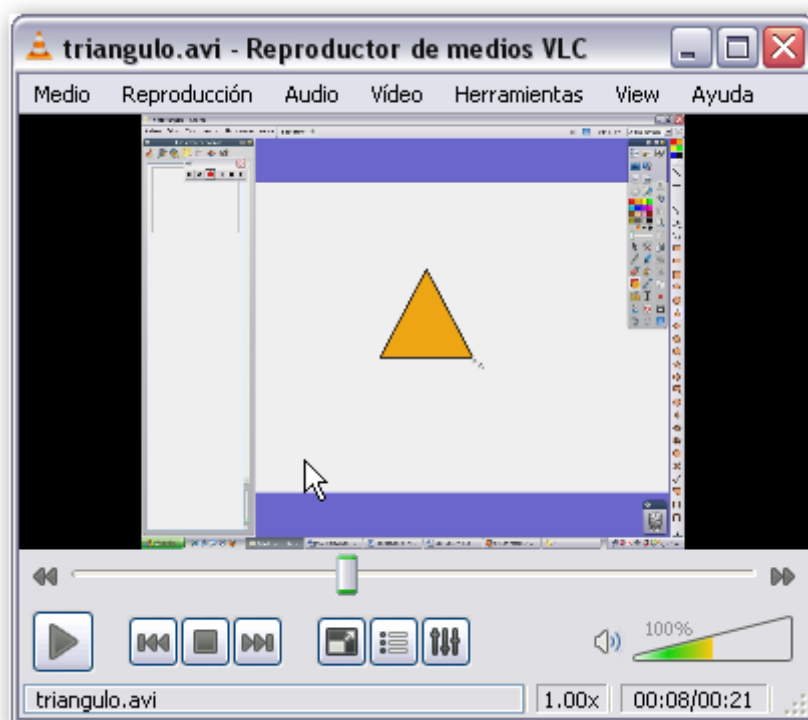 triangulo.avi - Reproductor de medios VLC
Medio Reproducción Audio Vídeo Herramientas View Ayuda
100%
triangulo.avi 1.00x 00:08/00:21